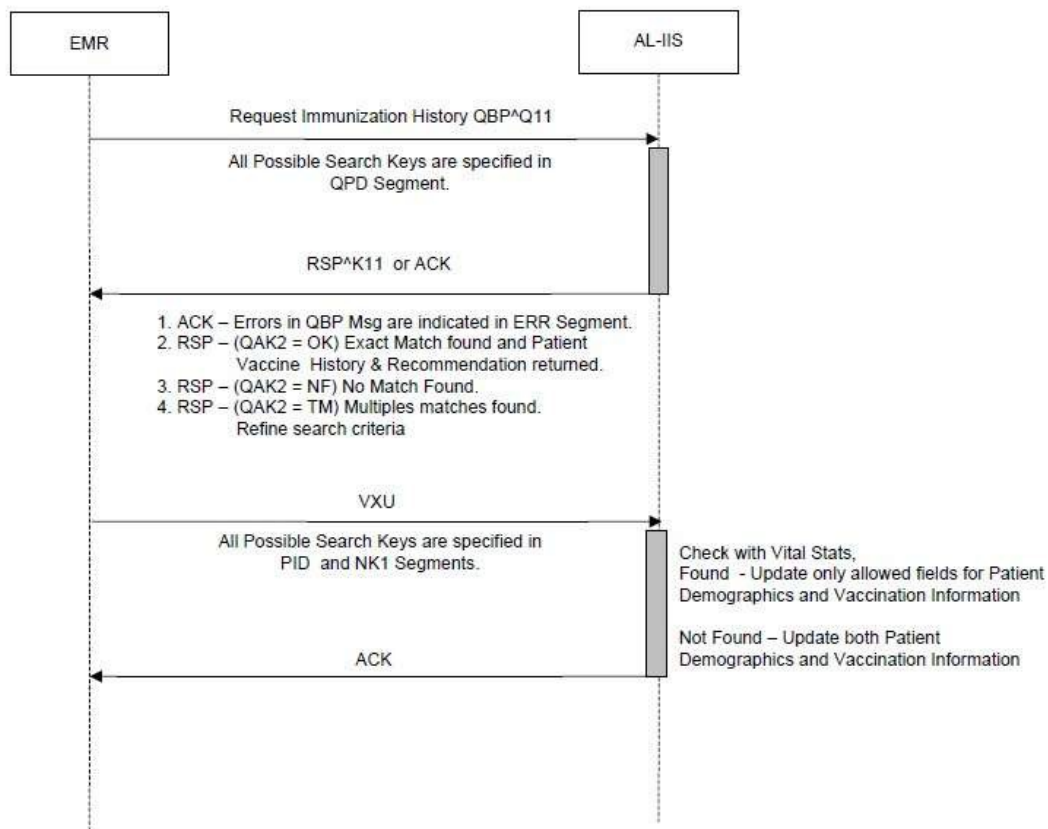 EMR
AL-IIS
Request Immunization History QBP^Q11
All Possible Search Keys are specified in
QPD Segment.
RSP^K11 or ACK
1. ACK – Errors in QBP Msg are indicated in ERR Segment.
2. RSP – (QAK2 = OK) Exact Match found and Patient
Vaccine History & Recommendation returned.
3. RSP – (QAK2 = NF) No Match Found.
4. RSP – (QAK2 = TM) Multiples matches found.
Refine search criteria
VXU
All Possible Search Keys are specified in
PID and NK1 Segments.
Check with Vital Stats,
Found - Update only allowed fields for Patient
Demographics and Vaccination Information
Not Found – Update both Patient
Demographics and Vaccination Information
ACK